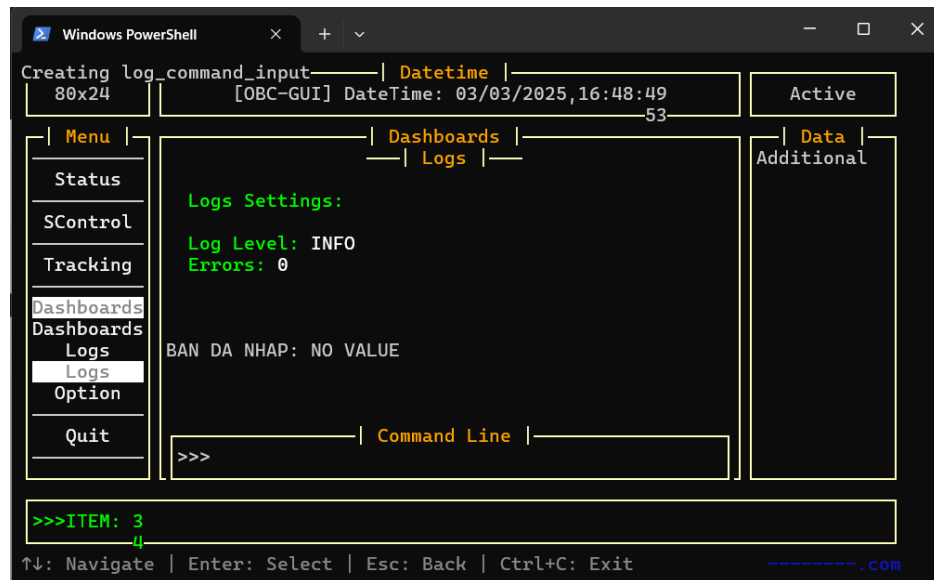 Windows PowerShell
Creating log_command_input
Datetime
80x24
[OBC-GUI] DateTime: 03/03/2025,16:48:49
Active
53
Menu
Dashboards
Data
Logs
Additional
Status
Logs Settings:
SControl
Log Level: INFO
Tracking
Errors: 0
Dashboards
Dashboards
Logs
BAN DA NHAP: NO VALUE
Logs
Option
Quit
Command Line
>>>
>>>ITEM: 3
4
↑↓: Navigate | Enter: Select | Esc: Back | Ctrl+C: Exit
--------.com